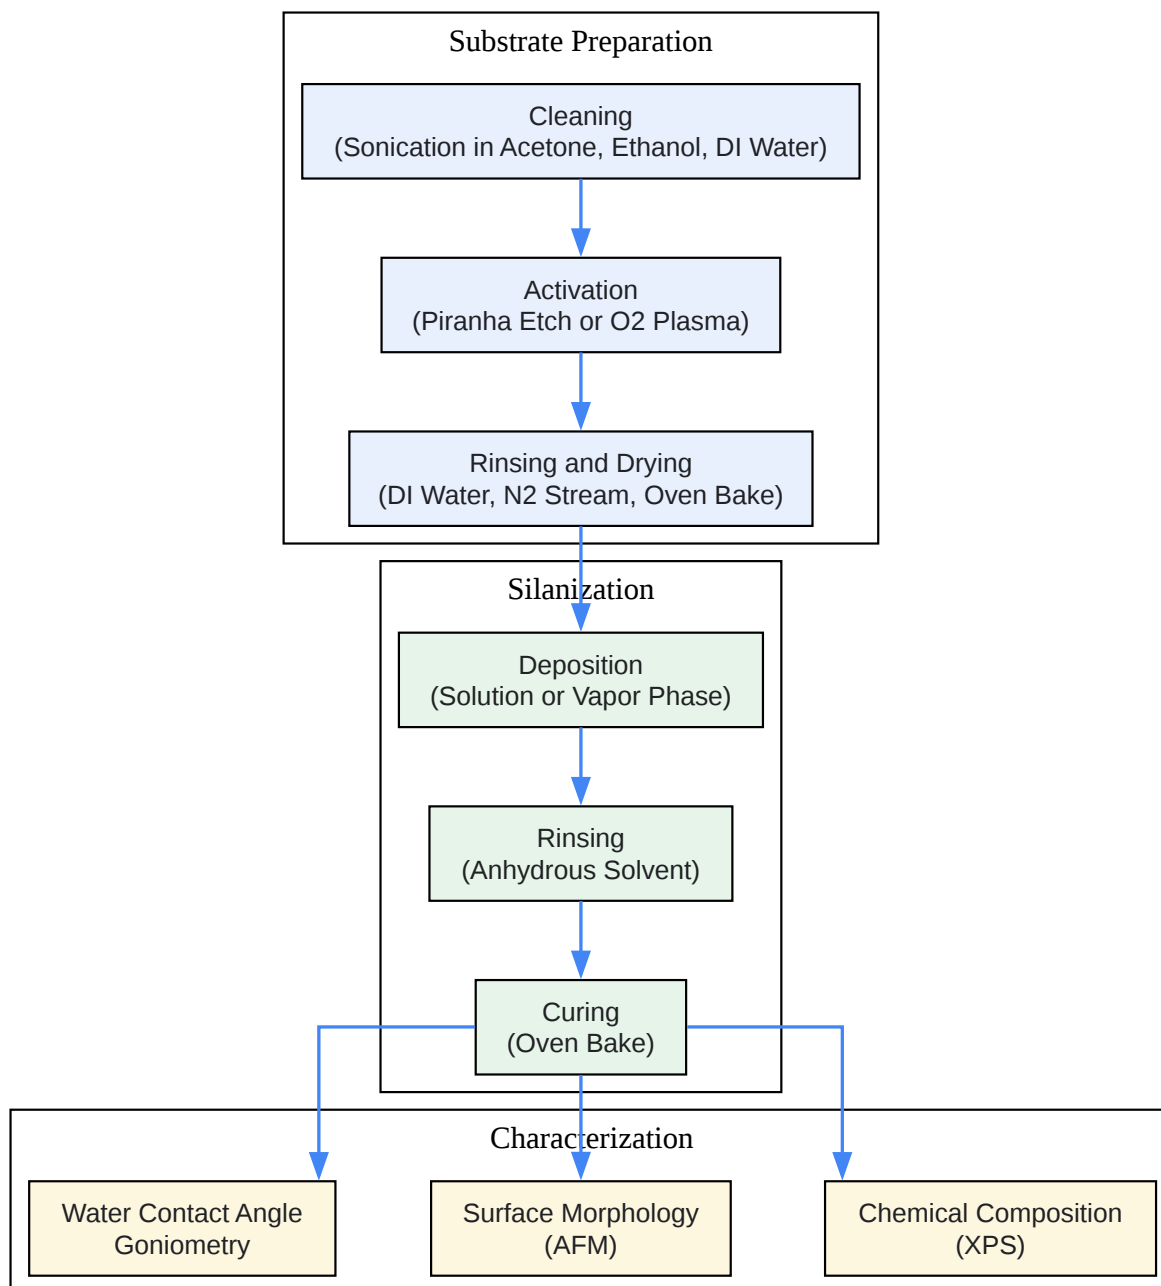 Substrate Preparation
Cleaning
(Sonication in Acetone, Ethanol, DI Water)
Activation
(Piranha Etch or O2 Plasma)
Rinsing and Drying
(DI Water, N2 Stream, Oven Bake)
Silanization
Deposition
(Solution or Vapor Phase)
Rinsing
(Anhydrous Solvent)
Curing
(Oven Bake)
Characterization
Water Contact Angle
Goniometry
Surface Morphology
(AFM)
Chemical Composition
(XPS)